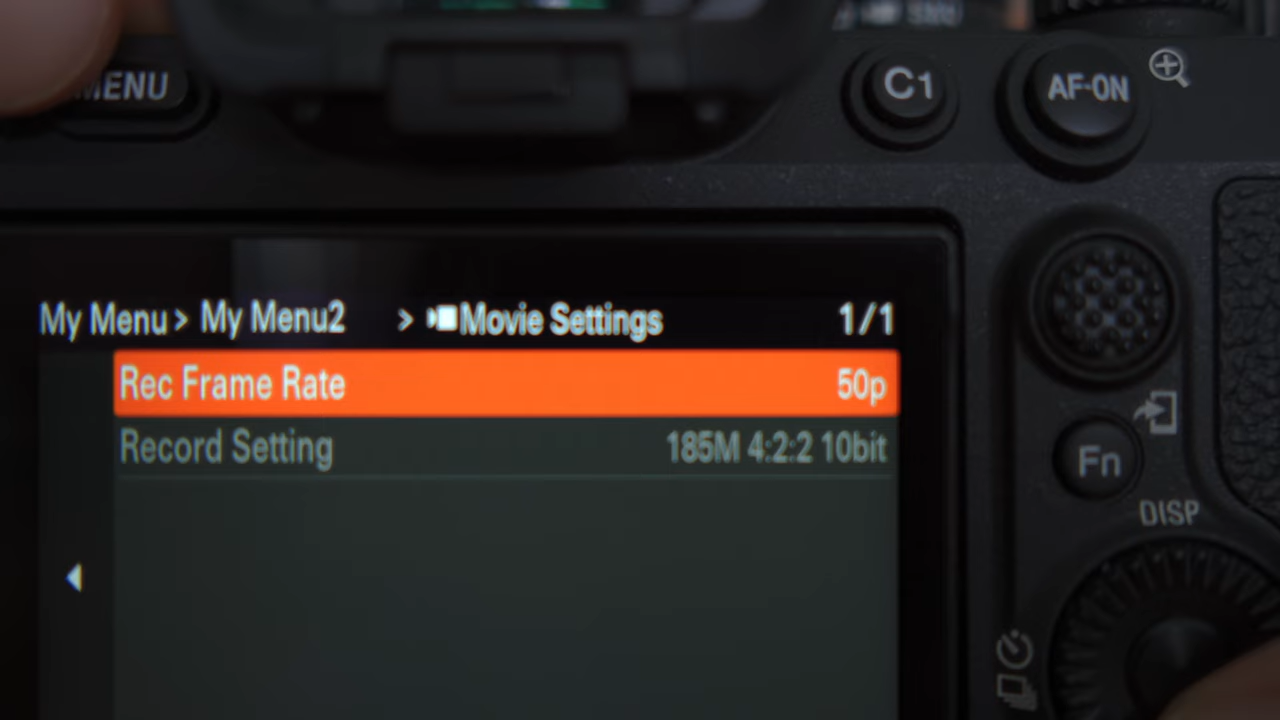 MENU
C1
AF-ON
My Menu> My Menu2 > Movie Settings 1/1
Rec Frame Rate 50p
Record Setting 185M 4:2:2 10bit
Fn
DISP